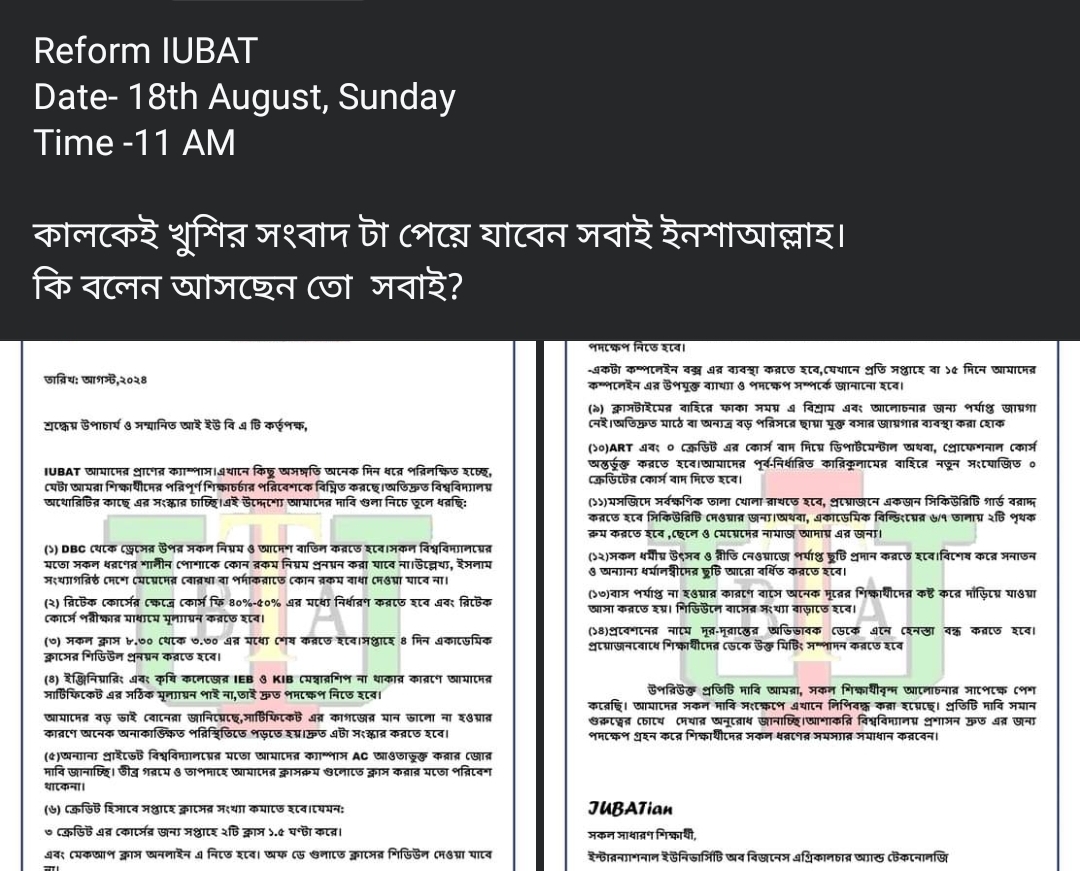 Reform IUBAT
Date- 18th August, Sunday
Time -11 AM
কালকেই খুশির সংবাদ টা পেয়ে যাবেন সবাই ইনশাআল্লাহ।
কি বলেন আসছেন তো সবাই?
তারিখ: আগস্ট,২০২৪
শ্রদ্ধেয় উপাচার্য ও সম্মানিত আই ইউ বি এ টি কর্তৃপক্ষ,
IUBAT আমাদের প্রাণের ক্যাম্পাস।এখানে কিছু অসঙ্গতি অনেক দিন ধরে পরিলক্ষিত হচ্ছে,
যেটা আমরা শিক্ষার্থীদের পরিপূর্ণ শিক্ষাচর্চার পরিবেশকে বিঘ্নিত করছে।অতিদ্রুত বিশ্ববিদ্যালয়
অথোরিটির কাছে এর সংস্কার চাচ্ছি।এই উদ্দেশ্যে আমাদের দাবি গুলা নিচে তুলে ধরছি:
(১) DBC থেকে ড্রেসের উপর সকল নিয়ম ও আদেশ বাতিল করতে হবে।সকল বিশ্ববিদ্যালয়ের
মতো সকল ধরণের শালীন পোশাকে কোন রকম নিয়ম প্রনয়ন করা যাবে না।উল্লেখ্য, ইসলাম
সংখ্যাগরিষ্ঠ দেশে মেয়েদের বোরখা বা পর্দাকরাতে কোন রকম বাধা দেওয়া যাবে না।
(২) রিটেক কোর্সের ক্ষেত্রে কোর্স ফি ৪০%-৫০% এর মধ্যে নির্ধারণ করতে হবে এবং রিটেক
কোর্সে পরীক্ষার মাধ্যমে মূল্যায়ন করতে হবে।
(৩) সকল ক্লাস ৮.৩০ থেকে ৩.৩০ এর মধ্যে শেষ করতে হবে।সপ্তাহে ৪ দিন একাডেমিক
ক্লাসের শিডিউল প্রনয়ন করতে হবে।
(৪) ইঞ্জিনিয়ারিং এবং কৃষি কলেজের IEB ও KIB মেম্বারশিপ না থাকার কারণে আমাদের
সার্টিফিকেট এর সঠিক মূল্যায়ন পাই না,তাই দ্রুত পদক্ষেপ নিতে হবে।
আমাদের বড় ভাই বোনেরা জানিয়েছে,সার্টিফিকেট এর কাগজের মান ভালো না হওয়ার
কারণে অনেক অনাকাঙ্ক্ষিত পরিস্থিতিতে পড়তে হয়।দ্রুত এটা সংস্কার করতে হবে।
(৫)অন্যান্য প্রাইভেট বিশ্ববিদ্যালয়ের মতো আমাদের ক্যাম্পাস AC আওতাভুক্ত করার জোর
দাবি জানাচ্ছি। তীব্র গরমে ও তাপদাহে আমাদের ক্লাসরুম গুলোতে ক্লাস করার মতো পরিবেশ
থাকেনা।
(৬) ক্রেডিট হিসাবে সপ্তাহে ক্লাসের সংখ্যা কমাতে হবে।যেমন:
৩ ক্রেডিট এর কোর্সের জন্য সপ্তাহে ২টি ক্লাস ১.৫ ঘণ্টা করে।
এবং মেকআপ ক্লাস অনলাইন এ নিতে হবে। অফ ডে গুলাতে ক্লাসের শিডিউল দেওয়া যাবে
না।
পদক্ষেপ নিতে হবে।
-একটা কম্পলেইন বক্স এর ব্যবস্থা করতে হবে,যেখানে প্রতি সপ্তাহে বা ১৫ দিনে আমাদের
কম্পলেইন এর উপযুক্ত ব্যাখ্যা ও পদক্ষেপ সম্পর্কে জানানো হবে।
(৯) ক্লাসটাইমের বাহিরে ফাকা সময় এ বিশ্রাম এবং আলোচনার জন্য পর্যাপ্ত জায়গা
নেই।অতিদ্রুত মাঠে বা অন্যত্র বড় পরিসরে ছায়া যুক্ত বসার জায়গার ব্যবস্থা করা হোক
(১০)ART এবং ০ ক্রেডিট এর কোর্স বাদ দিয়ে ডিপার্টমেন্টাল অথবা, প্রোফেশনাল কোর্স
অন্তর্ভুক্ত করতে হবে।আমাদের পূর্ব-নির্ধারিত কারিকুলামের বাহিরে নতুন সংযোজিত ০
ক্রেডিটের কোর্স বাদ দিতে হবে।
(১১)মসজিদে সর্বক্ষণিক তালা খোলা রাখতে হবে, প্রয়োজনে একজন সিকিউরিটি গার্ড বরাদ্দ
করতে হবে সিকিউরিটি দেওয়ার জন্য।অথবা, একাডেমিক বিল্ডিংয়ের ৬/৭ তালায় ২টি পৃথক
রুম করতে হবে ,ছেলে ও মেয়েদের নামাজ আদায় এর জন্য।
(১২)সকল ধর্মীয় উৎসব ও রীতি নেওয়াজে পর্যাপ্ত ছুটি প্রদান করতে হবে।বিশেষ করে সনাতন
ও অন্যান্য ধর্মালম্বীদের ছুটি আরো বর্ধিত করতে হবে।
(১৩)বাস পর্যাপ্ত না হওয়ার কারণে বাসে অনেক দূরের শিক্ষার্থীদের কষ্ট করে দাঁড়িয়ে যাওয়া
আসা করতে হয়। শিডিউলে বাসের সংখ্যা বাড়াতে হবে।
(১৪)প্রবেশনের নামে দূর-দূরান্তের অভিভাবক ডেকে এনে হেনস্তা বন্ধ করতে হবে।
প্রয়োজনবোধে শিক্ষার্থীদের ডেকে উক্ত মিটিং সম্পাদন করতে হবে
উপরিউক্ত প্রতিটি দাবি আমরা, সকল শিক্ষার্থীবৃন্দ আলোচনার সাপেক্ষে পেশ
করেছি। আমাদের সকল দাবি সংক্ষেপে এখানে লিপিবদ্ধ করা হয়েছে। প্রতিটি দাবি সমান
গুরুত্বের চোখে দেখার অনুরোধ জানাচ্ছি।আশাকরি বিশ্ববিদ্যালয় প্রশাসন দ্রুত এর জন্য
পদক্ষেপ গ্রহন করে শিক্ষার্থীদের সকল ধরণের সমস্যার সমাধান করবেন।
IUBATian
সকল সাধারণ শিক্ষার্থী,
ইন্টারন্যাশনাল ইউনিভার্সিটি অব বিজনেস এগ্রিকালচার অ্যান্ড টেকনোলজি